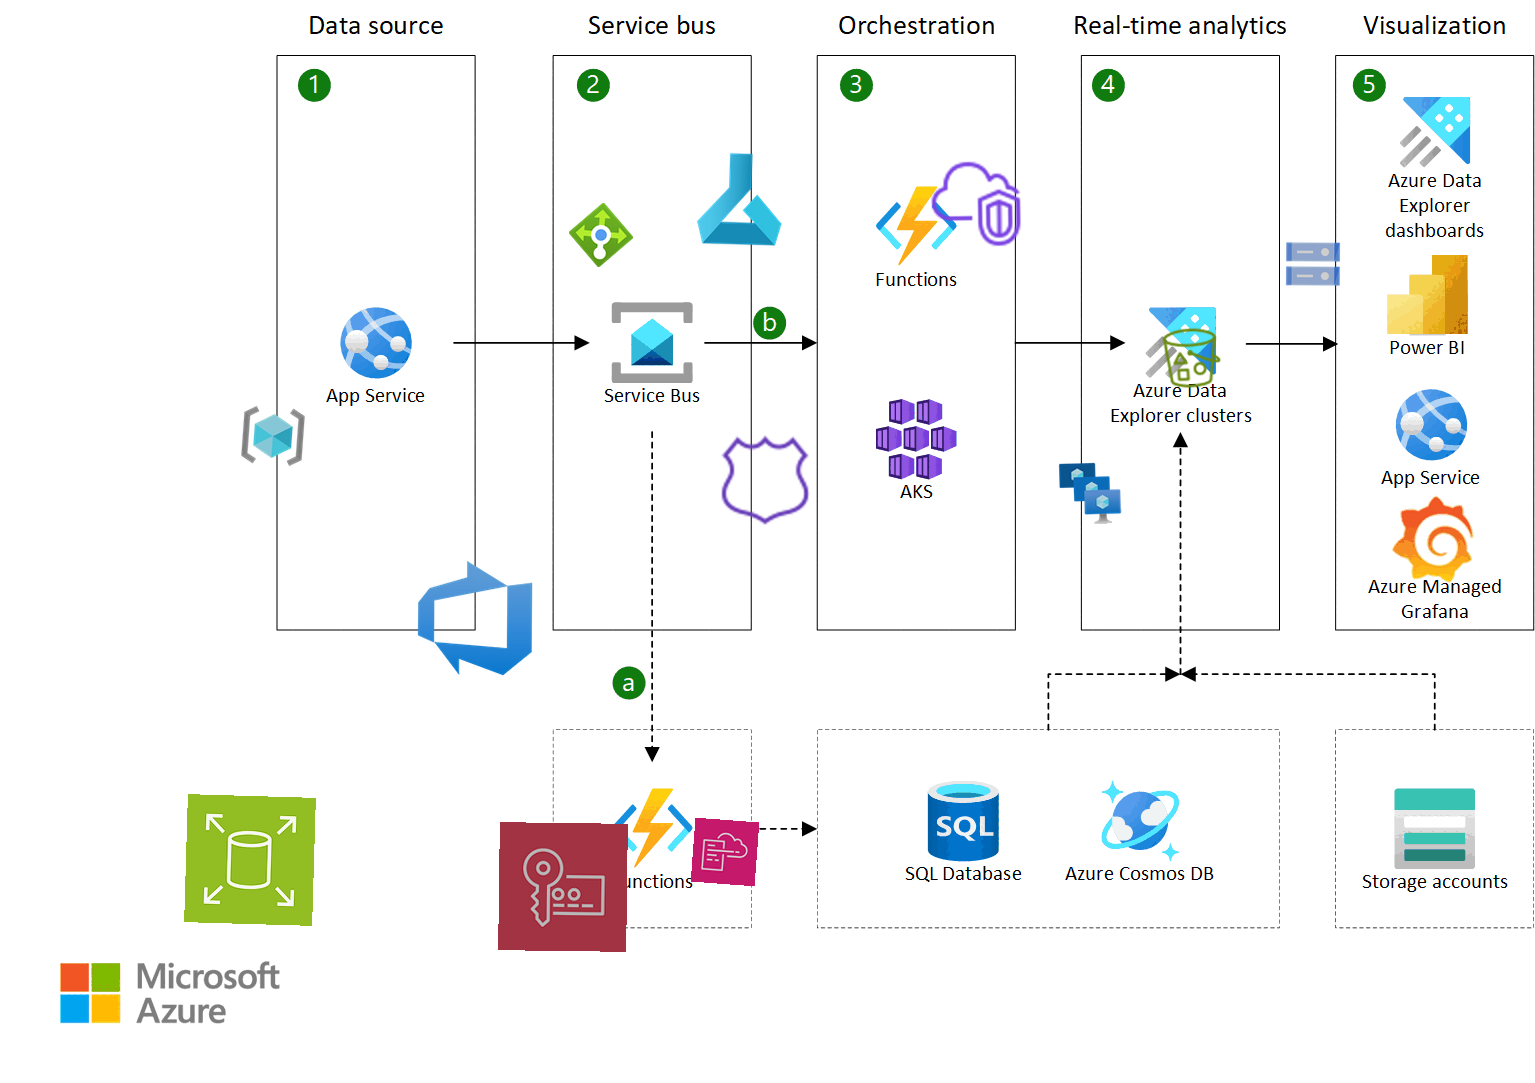 Data source
Service bus
Orchestration
Real-time analytics
Visualization
1
2
3
4
5
Azure Data
Explorer
dashboards
Functions
b
Power BI
App Service
Service Bus
Azure Data
Explorer clusters
App Service
AKS
Azure Managed
Grafana
a
SQL
SQL Database
Azure Cosmos DB
unctions
Storage accounts
Microsoft
Azure